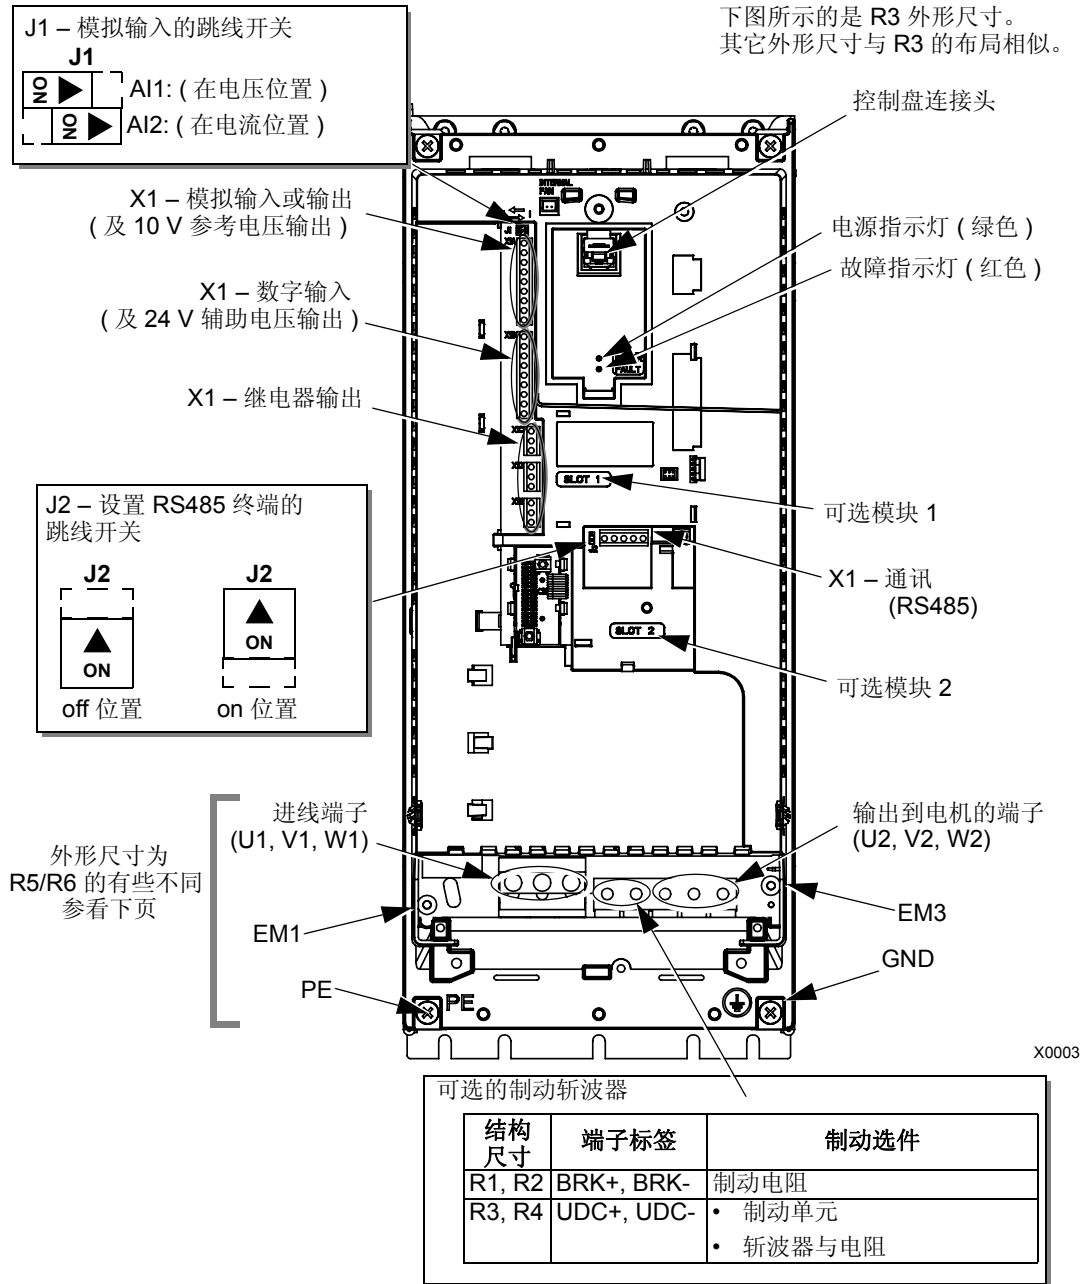 下图所示的是 R3 外形尺寸。
其它外形尺寸与 R3 的布局相似。
J1 – 模拟输入的跳线开关
J1
ON
AI1: ( 在电压位置 )
ON
AI2: ( 在电流位置 )
控制盘连接头
X1 – 模拟输入或输出
( 及 10 V 参考电压输出 )
INTERNAL
FAN
J1
电源指示灯 ( 绿色 )
故障指示灯 ( 红色 )
X1 – 数字输入
( 及 24 V 辅助电压输出 )
FAULT
X1 – 继电器输出
SLOT 1
可选模块 1
J2 – 设置 RS485 终端的
跳线开关
J2
J2
ON
ON
off 位置
on 位置
X1 – 通讯
(RS485)
SLOT 2
可选模块 2
进线端子
(U1, V1, W1)
输出到电机的端子
(U2, V2, W2)
外形尺寸为
R5/R6 的有些不同
参看下页
EM1
EM3
GND
PE
PE
X0003
可选的制动斩波器
结构
尺寸
端子标签
制动选件
R1, R2
BRK+, BRK-
制动电阻
R3, R4
UDC+, UDC-
• 制动单元
• 斩波器与电阻